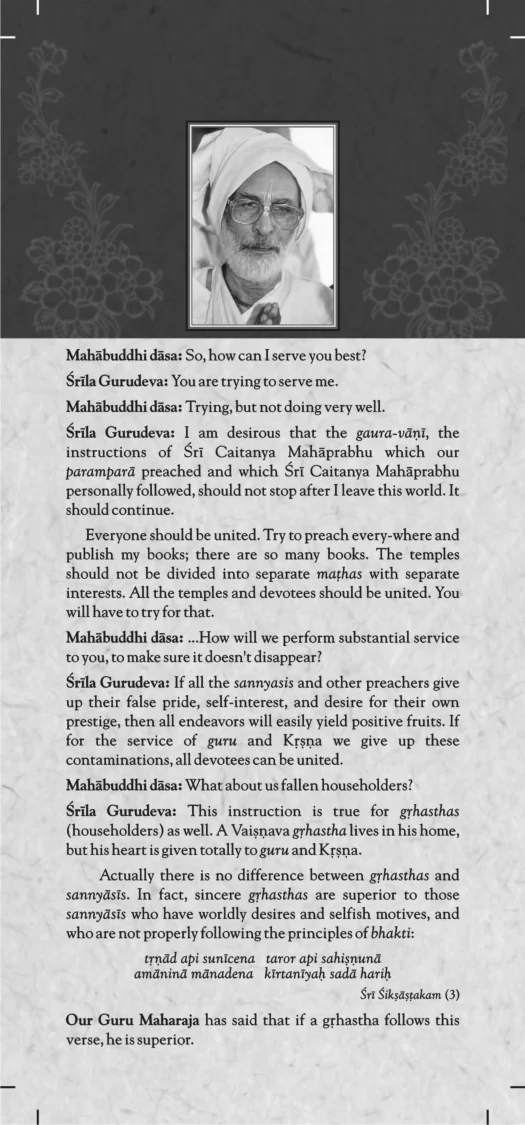 Mahābuddhi dāsa: So, how can I serve you best?
Śrīla Gurudeva: You are trying to serve me.
Mahābuddhi dāsa: Trying, but not doing very well.
Śrīla Gurudeva: I am desirous that the gaura-vāṇī, the
instructions of Śrī Caitanya Mahāprabhu which our
paramparā preached and which Śrī Caitanya Mahāprabhu
personally followed, should not stop after I leave this world. It
should continue.
Everyone should be united. Try to preach every-where and
publish my books; there are so many books. The temples
should not be divided into separate maṭhas with separate
interests. All the temples and devotees should be united. You
will have to try for that.
Mahābuddhi dāsa: ...How will we perform substantial service
to you, to make sure it doesn't disappear?
Śrīla Gurudeva: If all the sannyasis and other preachers give
up their false pride, self-interest, and desire for their own
prestige, then all endeavors will easily yield positive fruits. If
for the service of guru and Kṛṣṇa we give up these
contaminations, all devotees can be united.
Mahābuddhi dāsa: What about us fallen householders?
Śrīla Gurudeva: This instruction is true for gṛhasthas
(householders) as well. A Vaiṣṇava gṛhastha lives in his home,
but his heart is given totally to guru and Kṛṣṇa.
Actually there is no difference between gṛhasthas and
sannyāsīs. In fact, sincere gṛhasthas are superior to those
sannyāsīs who have worldly desires and selfish motives, and
who are not properly following the principles of bhakti:
tṛṇād api sunīcena taror api sahiṣṇunā
amāninā mānadena kīrtanīyaḥ sadā hariḥ
Śrī Śikṣāṣṭakam (3)
Our Guru Maharaja has said that if a gṛhastha follows this
verse, he is superior.